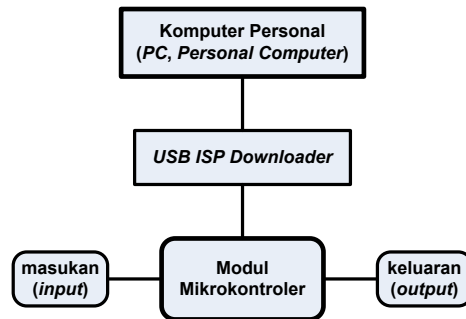 Komputer Personal
(PC, Personal Computer)
USB ISP Downloader
masukan
(input)
Modul
Mikrokontroler
keluaran
(output)